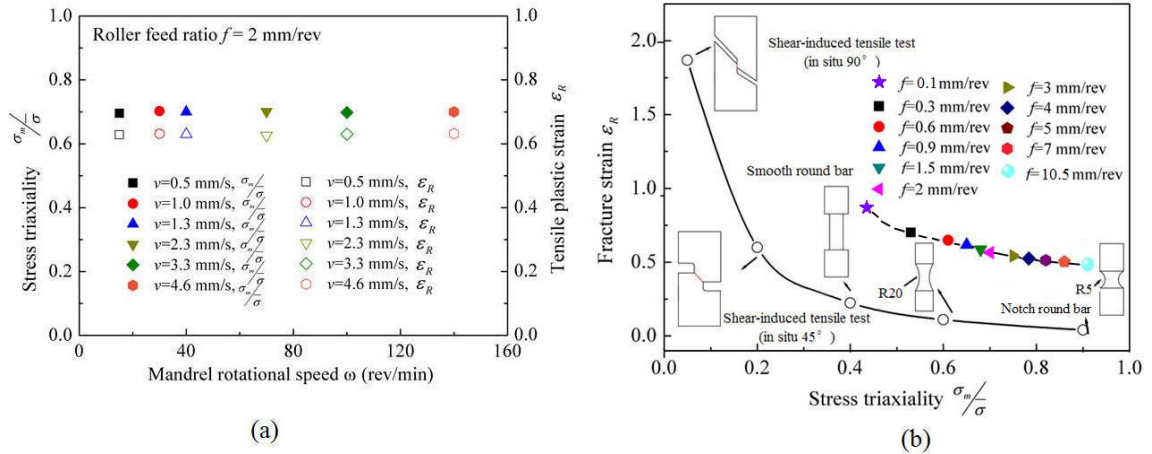 1.0
0.8
0.6
0.4
0.2
0.0
Stress triaxiality σm/σ̅
Roller feed ratio f = 2 mm/rev
v=0.5 mm/s, σm/σ̅
v=1.0 mm/s, σm/σ̅
v=1.3 mm/s, σm/σ̅
v=2.3 mm/s, σm/σ̅
v=3.3 mm/s, σm/σ̅
v=4.6 mm/s, σm/σ̅
v=0.5 mm/s, εR
v=1.0 mm/s, εR
v=1.3 mm/s, εR
v=2.3 mm/s, εR
v=3.3 mm/s, εR
v=4.6 mm/s, εR
1.0
0.8
0.6
0.4
0.2
0.0
Tensile plastic strain εR
0 40 80 120 160
Mandrel rotational speed ω (rev/min)
(a)
2.0
1.5
1.0
0.5
0.0
Fracture strain εR
Shear-induced tensile test
(in situ 90°)
f=0.1 mm/rev
f=0.3 mm/rev
f=0.6 mm/rev
f=0.9 mm/rev
f=1.5 mm/rev
f=2 mm/rev
f=3 mm/rev
f=4 mm/rev
f=5 mm/rev
f=7 mm/rev
f=10.5 mm/rev
Smooth round bar
R20
R5
Notch round bar
Shear-induced tensile test
(in situ 45°)
0.0 0.2 0.4 0.6 0.8 1.0
Stress triaxiality σm/σ̅
(b)